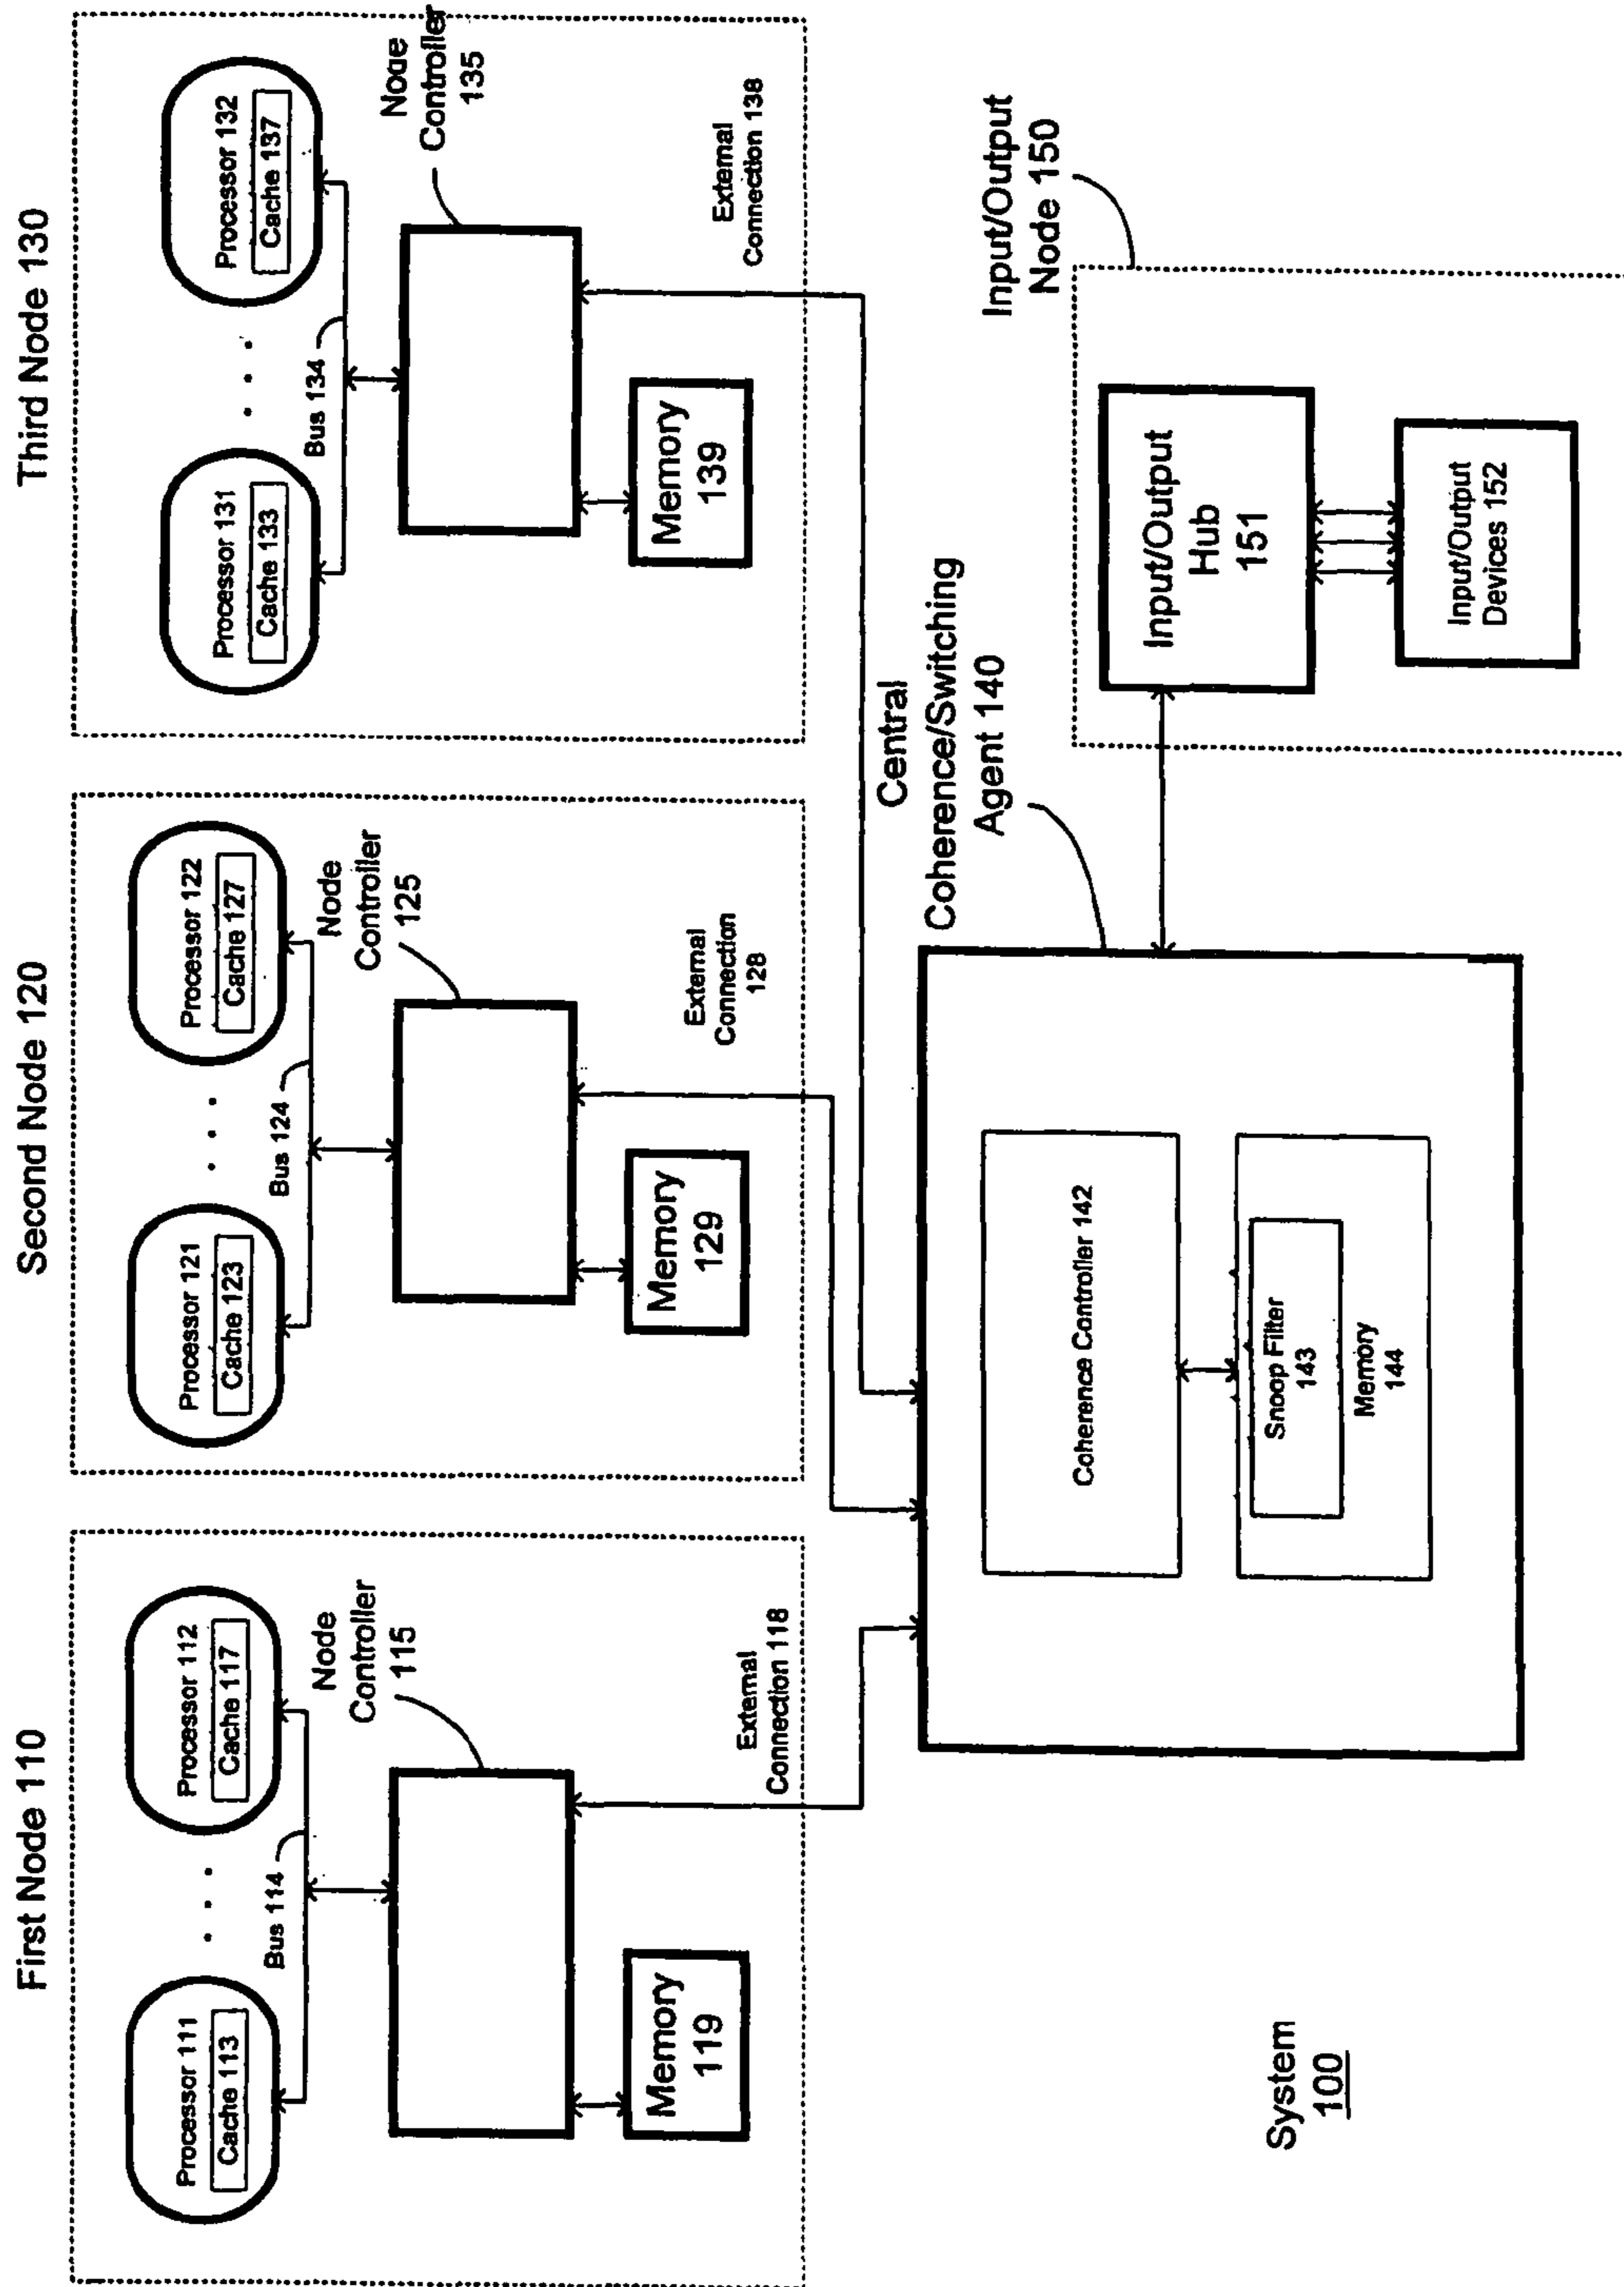 First Node 110
Processor 111
Cache 113
. . .
Processor 112
Cache 117
Bus 114
Node
Controller
115
Memory
119
External
Connection 118
Second Node 120
Processor 121
Cache 123
. . .
Processor 122
Cache 127
Bus 124
Node
Controller
125
Memory
129
External
Connection
128
Third Node 130
Processor 131
Cache 133
. . .
Processor 132
Cache 137
Bus 134
Node
Controller
135
Memory
139
External
Connection 138
Central
Coherence/Switching
Agent 140
Coherence Controller 142
Snoop Filter
143
Memory
144
Input/Output
Node 150
Input/Output
Hub
151
Input/Output
Devices 152
System
100